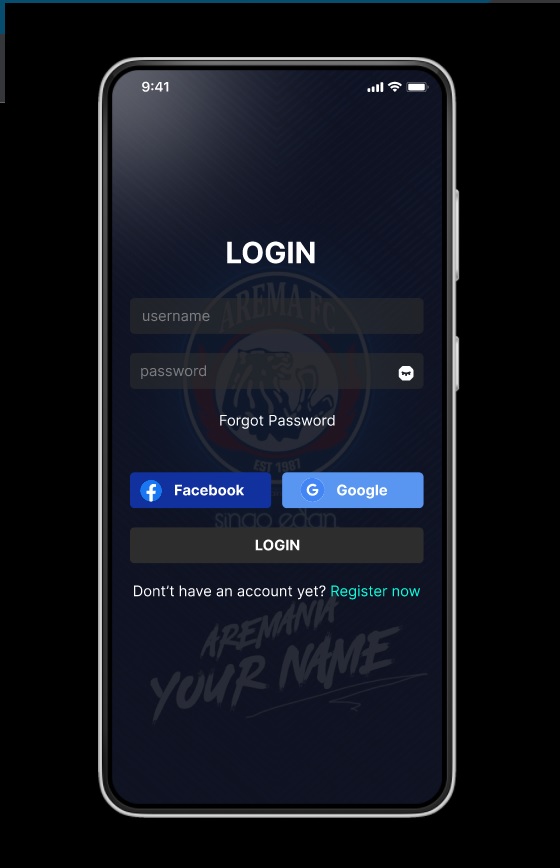 9:41
LOGIN
AREMA FC
username
password
Forgot Password
EST 1987
Facebook
Google
singo edan
LOGIN
Dont't have an account yet? Register now
AREMANIA
YOUR NAME